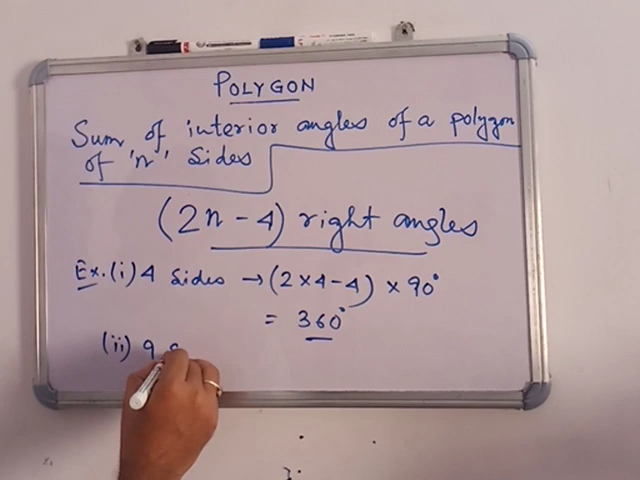 POLYGON
Sum of interior angles of a polygon
of 'n' sides
(2n - 4) right angles
Ex. (i) 4 sides → (2 × 4 - 4) × 90°
= 360°
(ii) 9 s